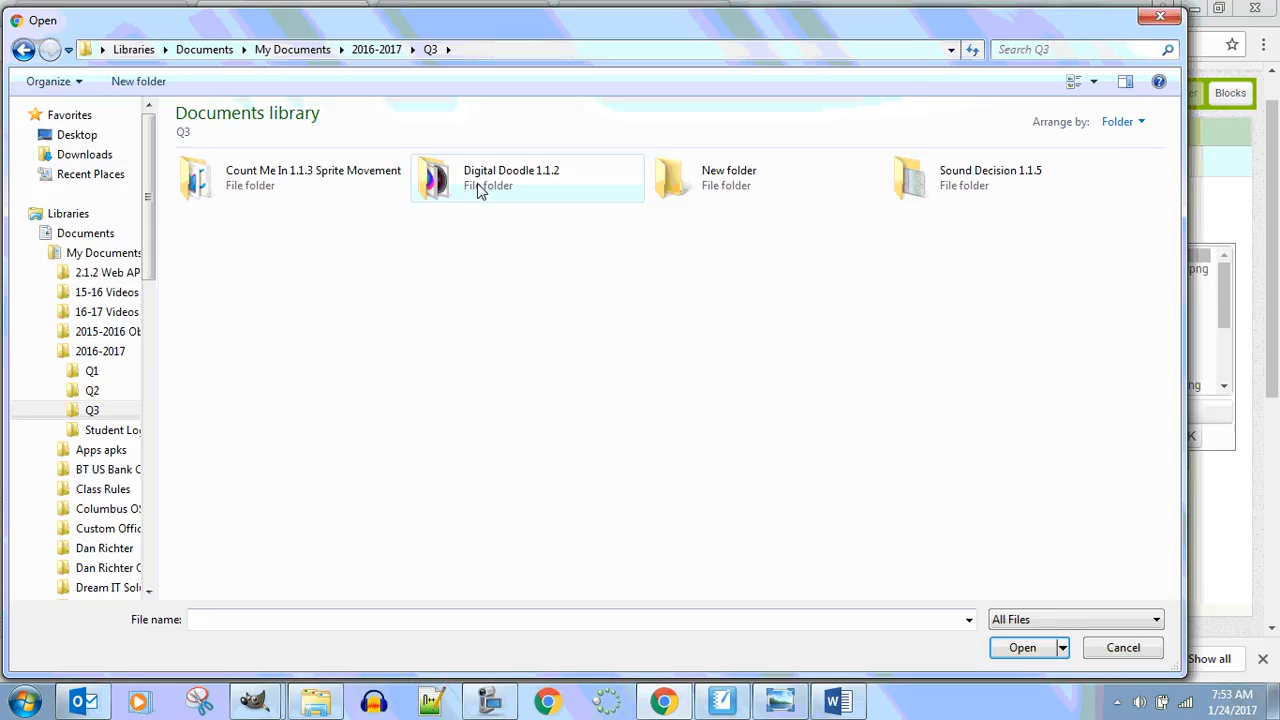 Open
Libraries Documents My Documents 2016-2017 Q3
Search Q3
Organize New folder
Blocks
Favorites
Desktop
Downloads
Recent Places
Libraries
Documents
My Documents
2.1.2 Web AP
15-16 Videos
16-17 Videos
2015-2016 Ob
2016-2017
Q1
Q2
Q3
Student Lo
Apps apks
BT US Bank C
Class Rules
Columbus OS
Custom Offic
Dan Richter
Dan Richter C
Dream IT Sol
Documents library
Q3
Arrange by: Folder
Count Me In 1.1.3 Sprite Movement
File folder
Digital Doodle 1.1.2
File folder
New folder
File folder
Sound Decision 1.1.5
File folder
png
ng
K
File name:
All Files
Open
Cancel
Show all
7:53 AM
1/24/2017